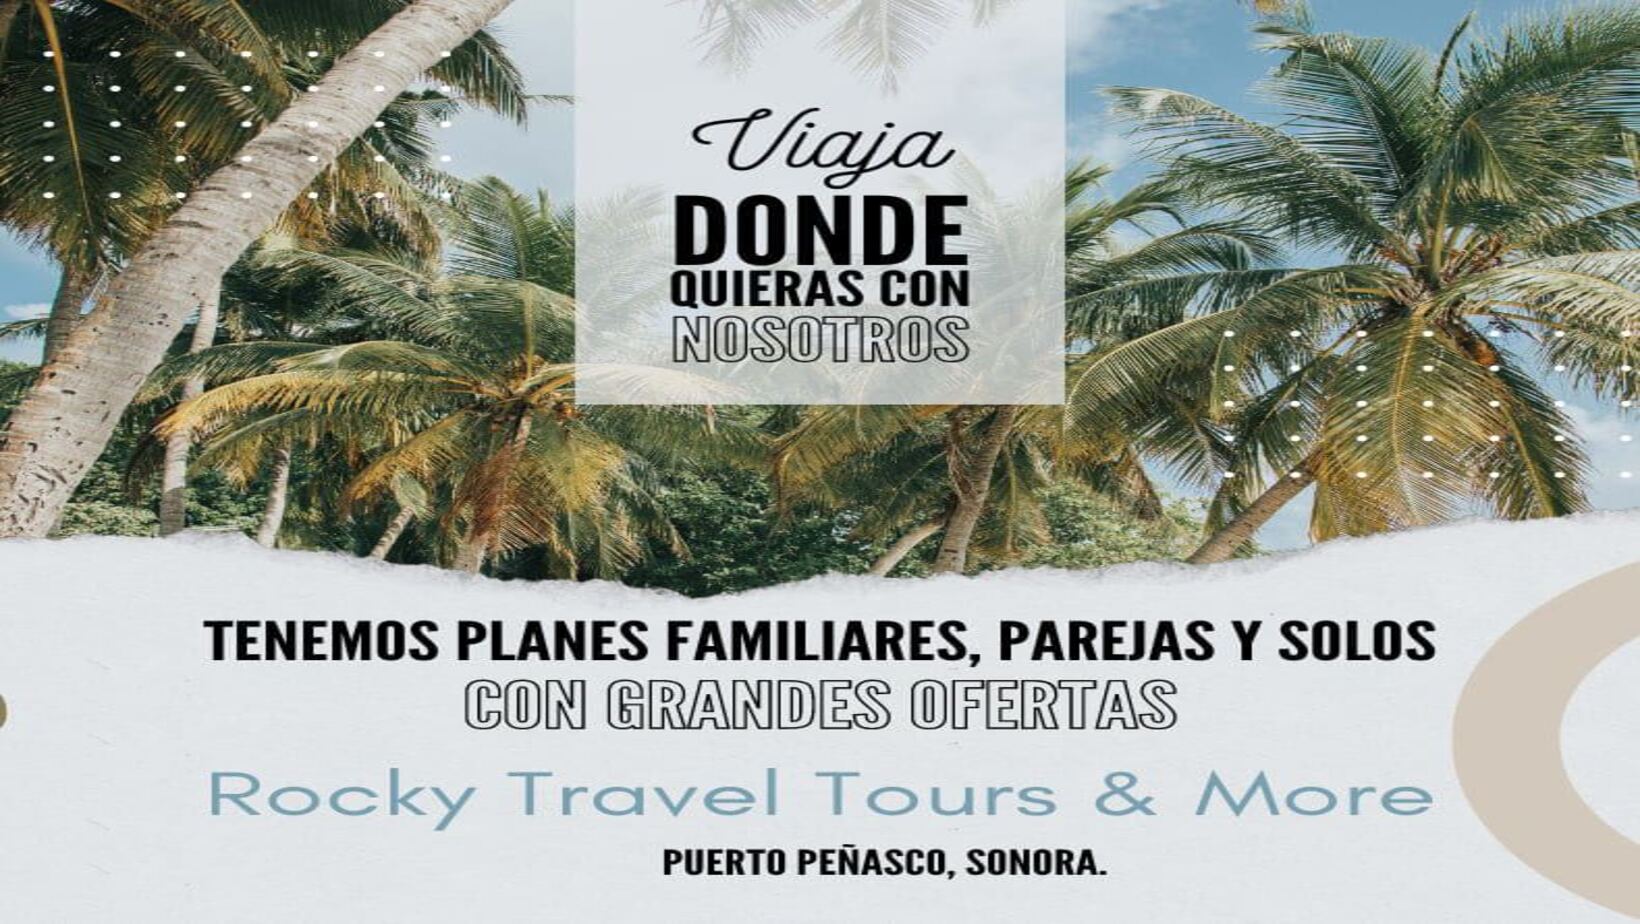 Viaja
DONDE
QUIERAS CON
NOSOTROS
TENEMOS PLANES FAMILIARES, PAREJAS Y SOLOS
CON GRANDES OFERTAS
Rocky Travel Tours & More
PUERTO PEÑASCO, SONORA.